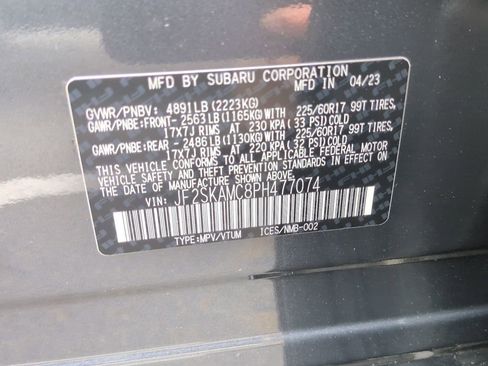 MFD BY SUBARU CORPORATION
MFD. IN 04/23
GVWR/PNBV: 4891LB (2223KG)
GAWR/PNBE:FRONT- 2563LB (1165KG) WITH/AVEC 225/60R17 99T TIRES,
17X7J RIMS AT 230 KPA (33 PSI) COLD
GAWR/PNBE:REAR - 2486LB (1130KG) WITH/AVEC 225/60R17 99T TIRES,
17X7J RIMS AT 220 KPA (32 PSI) COLD
THIS VEHICLE CONFORMS TO ALL APPLICABLE FEDERAL MOTOR
VEHICLE SAFETY AND THEFT PREVENTION STANDARDS IN EFFECT
ON THE DATE OF MANUFACTURE SHOWN ABOVE.
VIN: JF2SKAMC8PH477074
TYPE:MPV/VTUM ICES/NMB-002